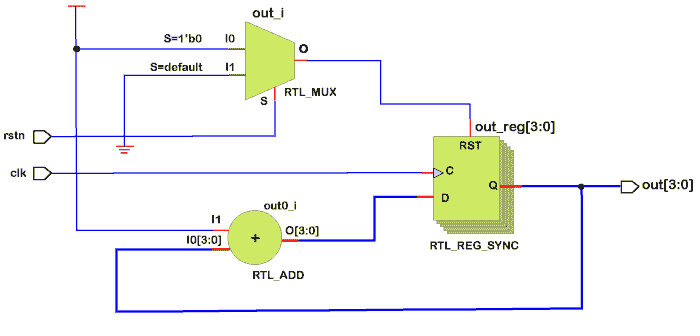 out_i
S=1'b0 I0
O
S=default I1
S
RTL_MUX
rstn
out_reg[3:0]
RST
clk
C
Q
out[3:0]
D
out0_i
I1
+
O[3:0]
I0[3:0]
RTL_REG_SYNC
RTL_ADD